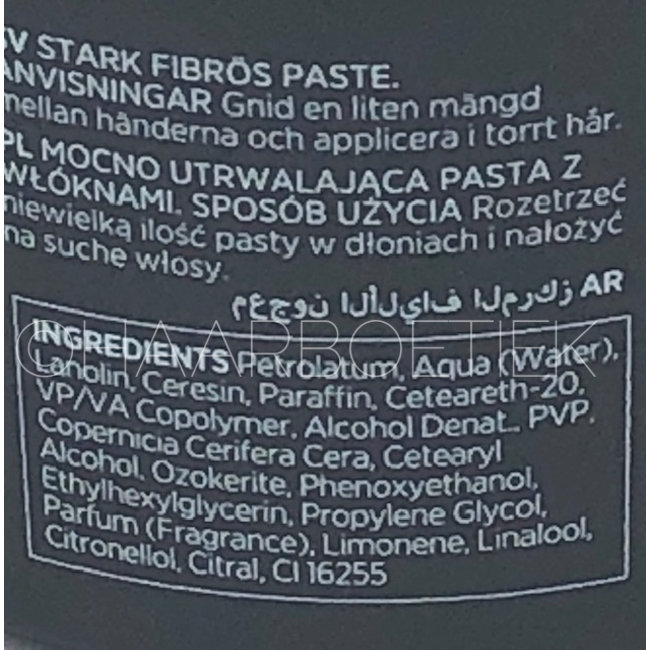 SV STARK FIBRÖS PASTE.
ANVISNINGAR Gnid en liten mängd
mellan händerna och applicera i torrt hår.
PL MOCNO UTRWALAJĄCA PASTA Z
WŁÓKNAMI. SPOSÓB UŻYCIA Rozetrzeć
niewielką ilość pasty w dłoniach i nałożyć
na suche włosy.
AR معجون الألياف المركز
© HAARBOETIEK
INGREDIENTS Petrolatum, Aqua (Water),
Lanolin, Ceresin, Paraffin, Ceteareth-20,
VP/VA Copolymer, Alcohol Denat., PVP,
Copernicia Cerifera Cera, Cetearyl
Alcohol, Ozokerite, Phenoxyethanol,
Ethylhexylglycerin, Propylene Glycol,
Parfum (Fragrance), Limonene, Linalool,
Citronellol, Citral, CI 16255